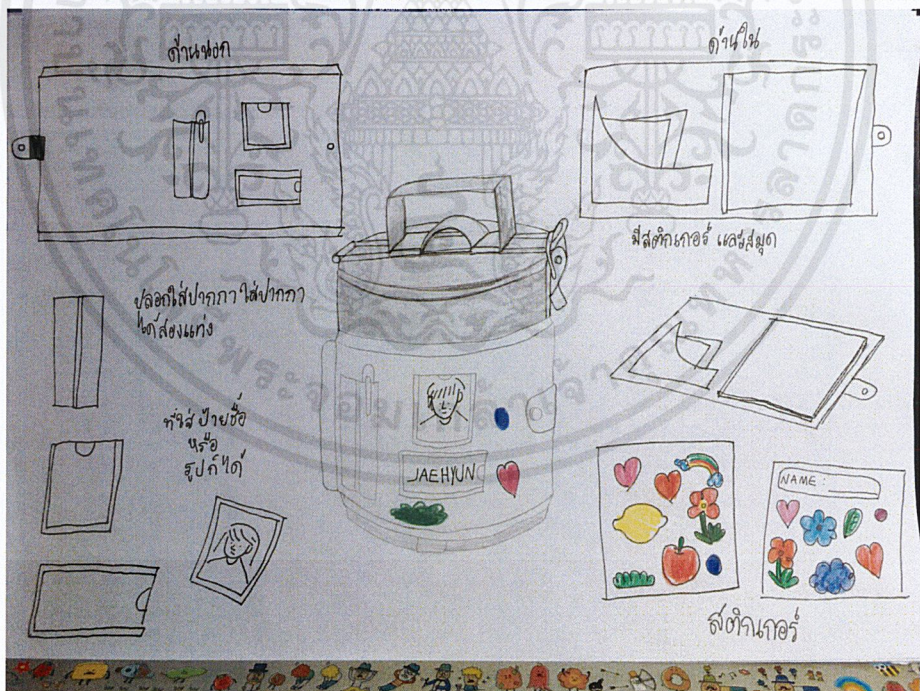 ด้านนอก
ด้านใน
มีสติกเกอร์ และสมุด
ปลอกใส่ปากกา ใส่ปากกา
ได้สองแท่ง
ที่ใส่ป้ายชื่อ
หรือ
รูปก็ได้
JAEHYUN
NAME :
สติกเกอร์